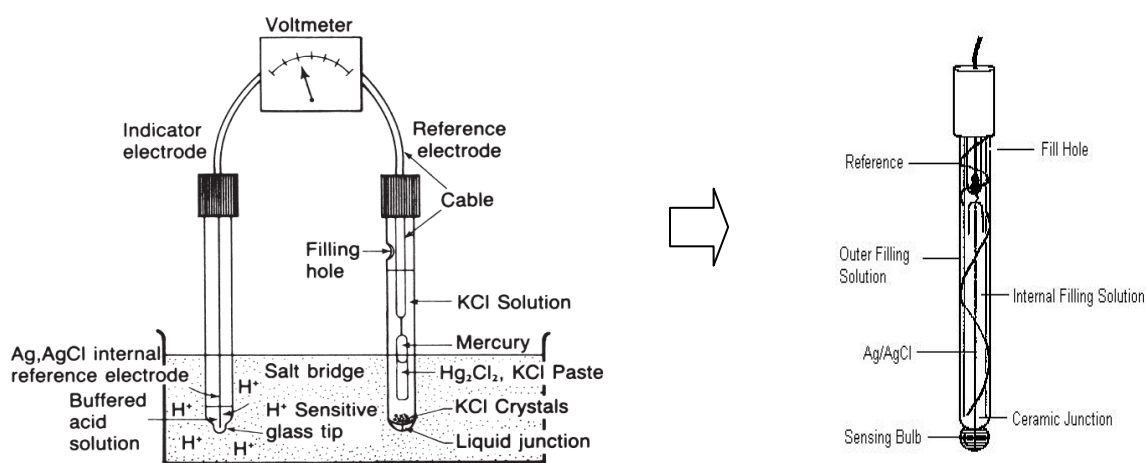 Voltmeter
Indicator
electrode
Reference
electrode
Cable
Filling
hole
KCl Solution
Mercury
Ag,AgCl internal
reference electrode
Salt bridge
Hg₂Cl₂, KCl Paste
H⁺
Buffered
acid
solution
H⁺
H⁺ Sensitive
glass tip
KCl Crystals
H⁺
H⁺
Liquid junction
Reference
Fill Hole
Outer Filling
Solution
Internal Filling Solution
Ag/AgCl
Ceramic Junction
Sensing Bulb